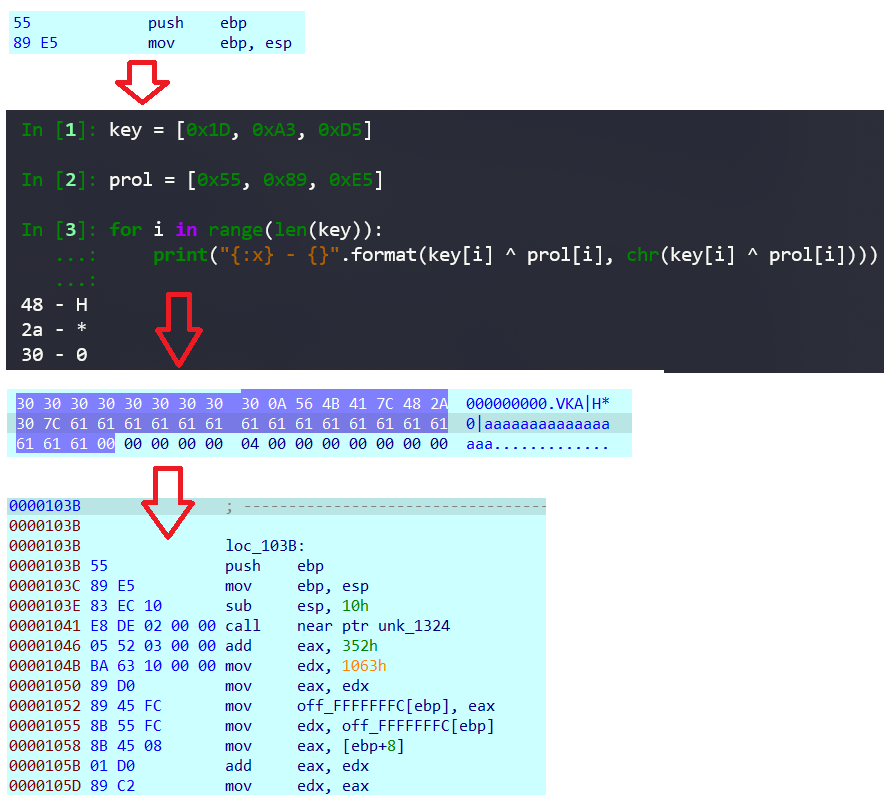 55 push ebp
89 E5 mov ebp, esp
In [1]: key = [0x1D, 0xA3, 0xD5]
In [2]: prol = [0x55, 0x89, 0xE5]
In [3]: for i in range(len(key)):
...: print("{:x} - {}".format(key[i] ^ prol[i], chr(key[i] ^ prol[i])))
...:
48 - H
2a - *
30 - 0
30 30 30 30 30 30 30 30 30 0A 56 4B 41 7C 48 2A 000000000.VKA|H*
30 7C 61 61 61 61 61 61 61 61 61 61 61 61 61 61 0|aaaaaaaaaaaaaa
61 61 61 00 00 00 00 00 04 00 00 00 00 00 00 00 aaa.............
0000103B ; ---------------------------------
0000103B
0000103B loc_103B:
0000103B 55 push ebp
0000103C 89 E5 mov ebp, esp
0000103E 83 EC 10 sub esp, 10h
00001041 E8 DE 02 00 00 call near ptr unk_1324
00001046 05 52 03 00 00 add eax, 352h
0000104B BA 63 10 00 00 mov edx, 1063h
00001050 89 D0 mov eax, edx
00001052 89 45 FC mov off_FFFFFFFC[ebp], eax
00001055 8B 55 FC mov edx, off_FFFFFFFC[ebp]
00001058 8B 45 08 mov eax, [ebp+8]
0000105B 01 D0 add eax, edx
0000105D 89 C2 mov edx, eax